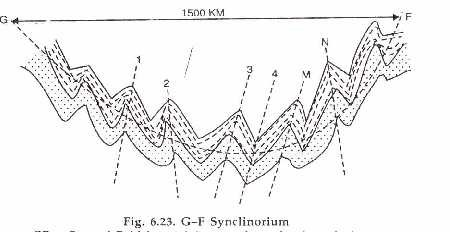 1500 KM
G F
N
1 2 3 4 M
Fig. 6.23. G–F Synclinorium